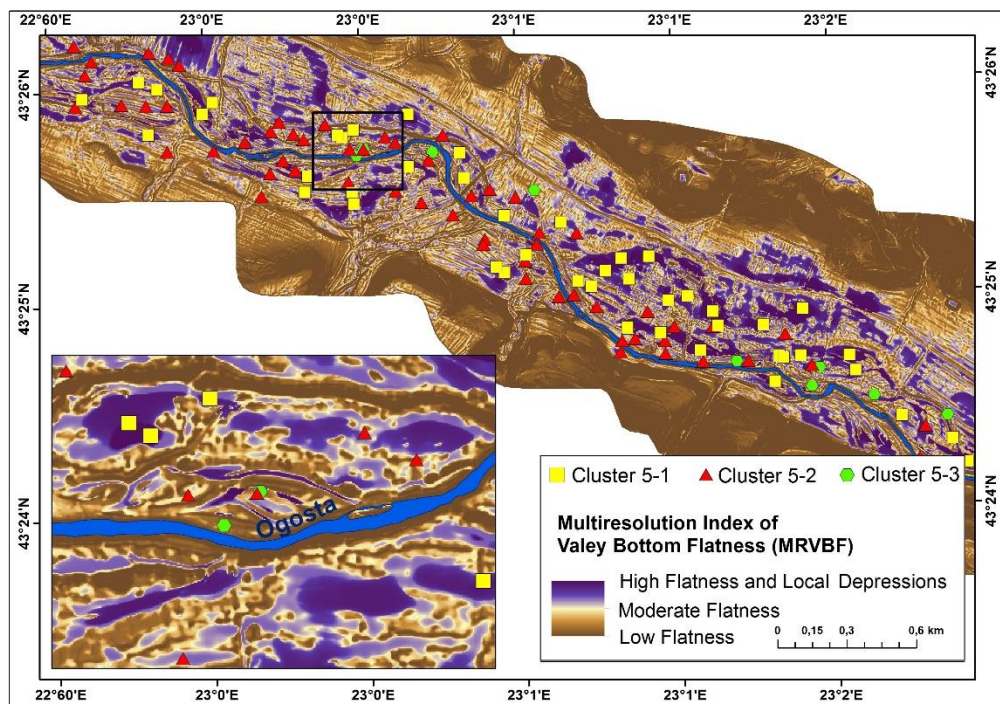 22°60'E 23°0'E 23°0'E 23°1'E 23°1'E 23°2'E
43°26'N 43°26'N
43°25'N 43°25'N
43°24'N 43°24'N
Ogosta
Cluster 5-1 Cluster 5-2 Cluster 5-3
Multiresolution Index of
Valey Bottom Flatness (MRVBF)
High Flatness and Local Depressions
Moderate Flatness
Low Flatness
0 0,15 0,3 0,6 km
22°60'E 23°0'E 23°0'E 23°1'E 23°1'E 23°2'E